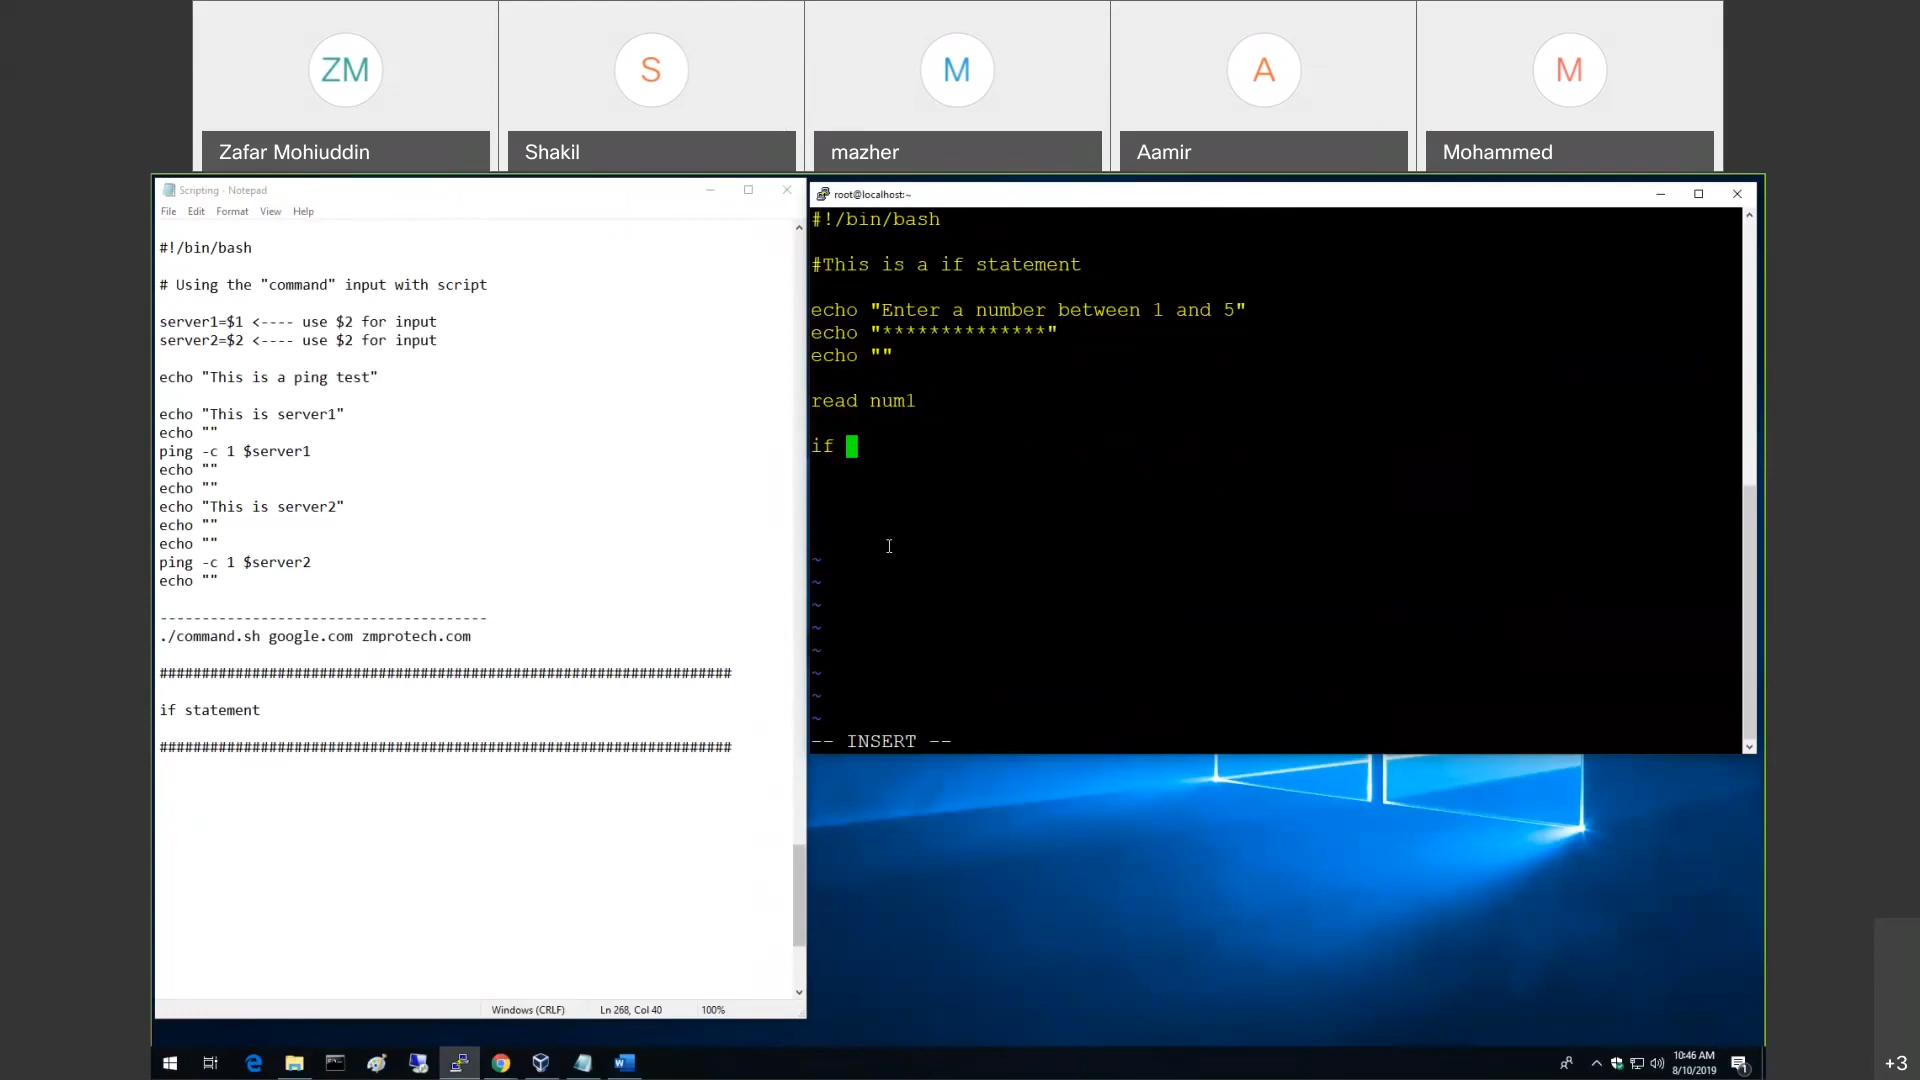 ZM
S
M
A
M
Zafar Mohiuddin
Shakil
mazher
Aamir
Mohammed
Scripting - Notepad
File Edit Format View Help
#!/bin/bash
# Using the "command" input with script
server1=$1 <---- use $2 for input
server2=$2 <---- use $2 for input
echo "This is a ping test"
echo "This is server1"
echo ""
ping -c 1 $server1
echo ""
echo ""
echo "This is server2"
echo ""
echo ""
ping -c 1 $server2
echo ""
---------------------------------------
./command.sh google.com zmprotech.com
####################################################################
if statement
####################################################################
Windows (CRLF) Ln 268, Col 40 100%
root@localhost:~
#!/bin/bash
#This is a if statement
echo "Enter a number between 1 and 5"
echo "**************"
echo ""
read num1
if
~
~
~
~
~
~
~
~
-- INSERT --
10:46 AM
8/10/2019
1
+3